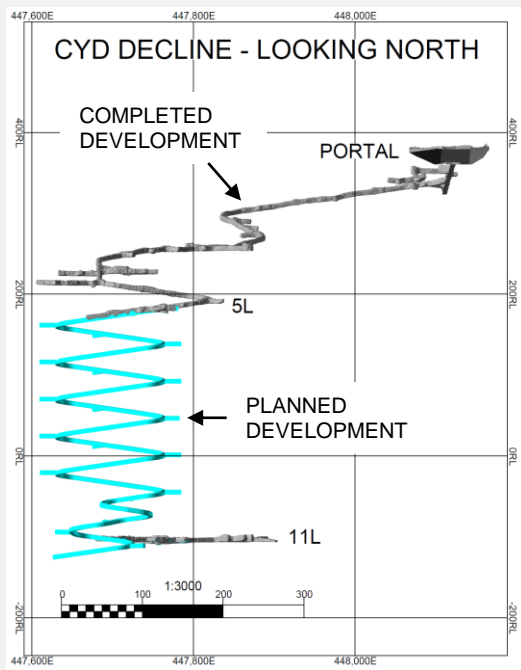 447,600E 447,800E 448,000E
CYD DECLINE - LOOKING NORTH
COMPLETED
DEVELOPMENT
400RL 400RL
PORTAL
200RL 200RL
5L
PLANNED
DEVELOPMENT
0RL 0RL
11L
1:3000
0 100 200 300
-200RL -200RL
447,600E 447,800E 448,000E